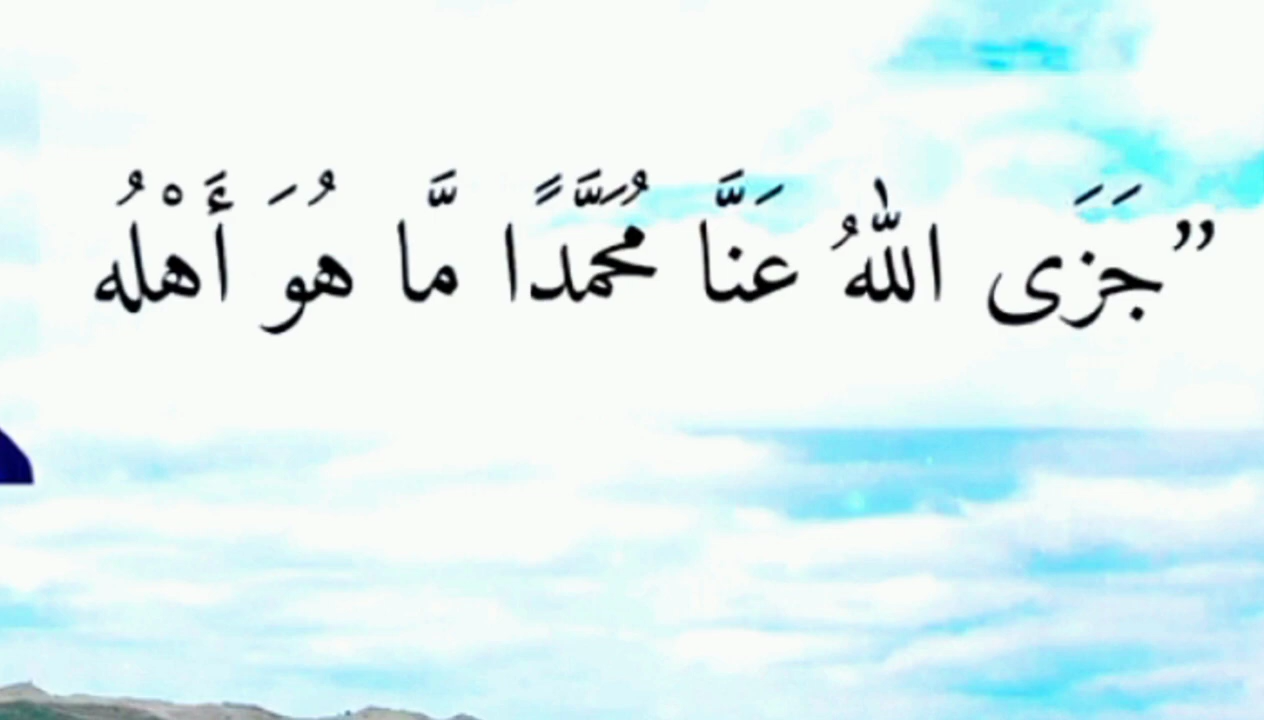 ”جَزَى اللهُ عَنَّا مُحَمَّدًا مَّا هُوَ أَهْلُه